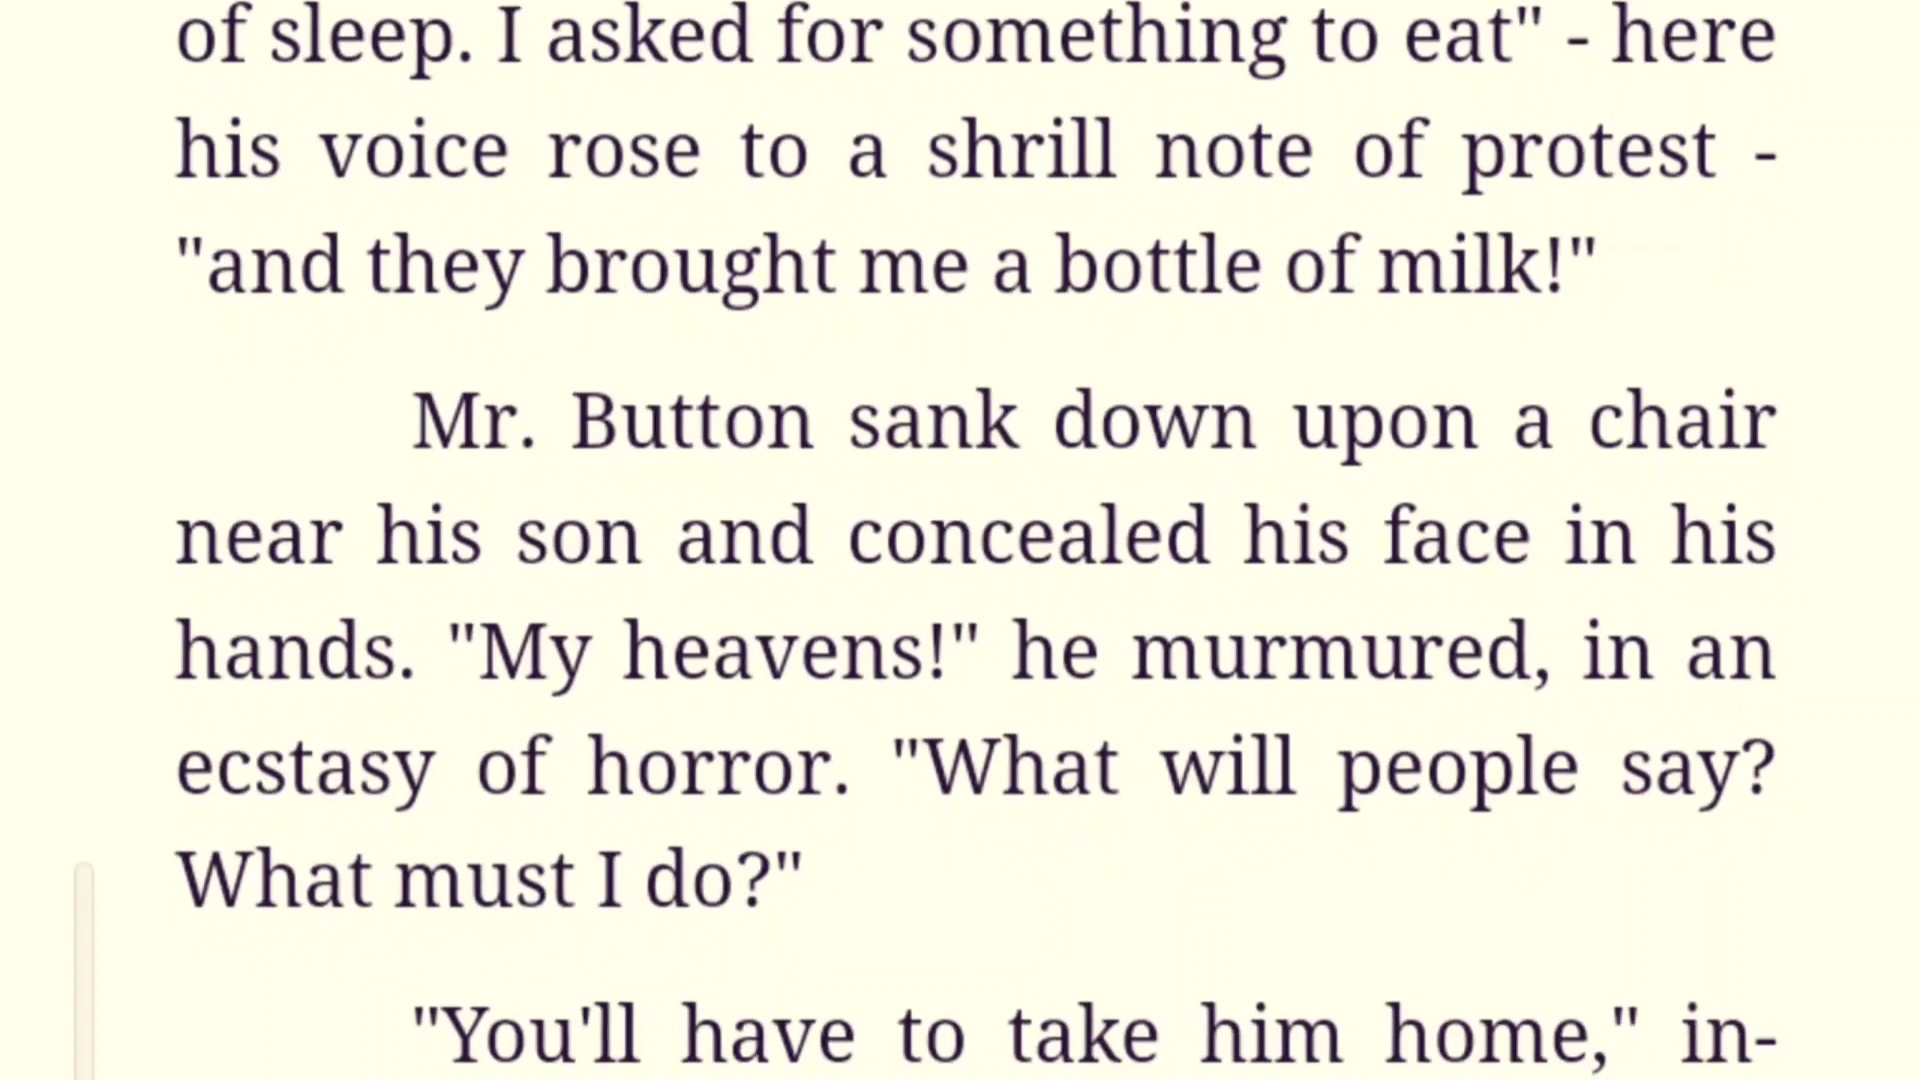 of sleep. I asked for something to eat" - here
his voice rose to a shrill note of protest -
"and they brought me a bottle of milk!"
Mr. Button sank down upon a chair
near his son and concealed his face in his
hands. "My heavens!" he murmured, in an
ecstasy of horror. "What will people say?
What must I do?"
"You'll have to take him home," in-